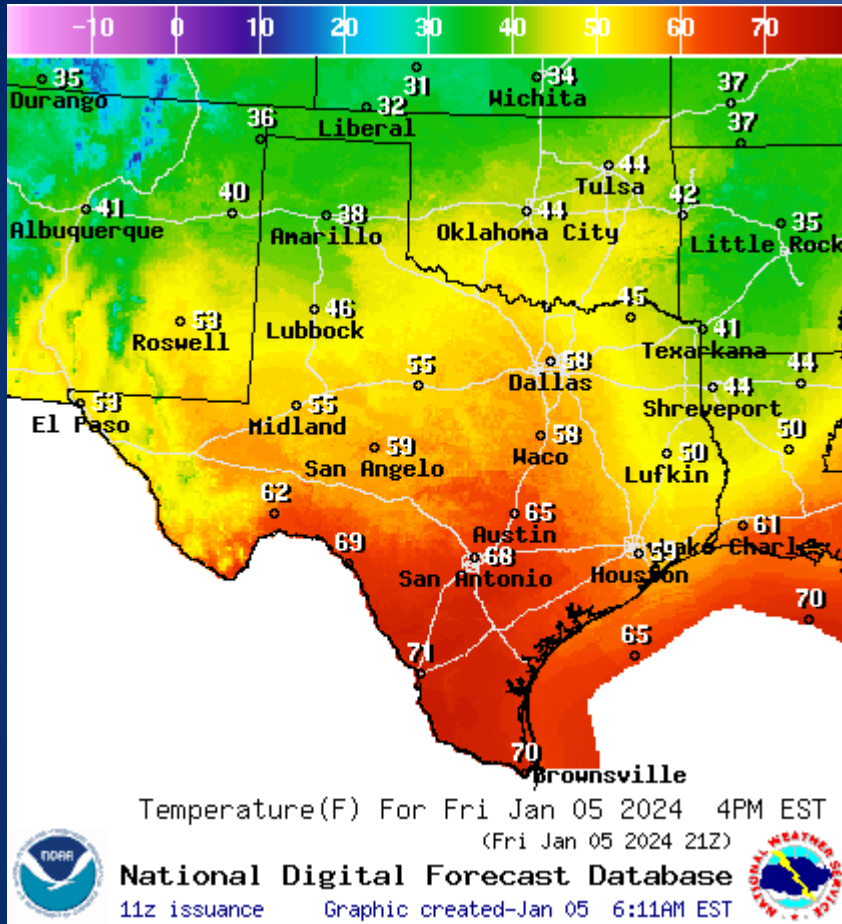 -10 0 10 20 30 40 50 60 70
35 31 34
Durango Wichita 37
32
36 Liberal 37
44
Tulsa
41 40 38 44 42 35
Albuquerque Amarillo Oklahoma City Little Rock
53 46 45
Roswell Lubbock 41
Texarkana
55 58
Dallas 44 44
53 55 Shreveport
El Paso Midland
59 58 50 50
San Angelo Waco Lufkin
62 65 61
Austin
69 68 59 Lake Charles
San Antonio Houston
70
71 65
70
Brownsville
Temperature(F) For Fri Jan 05 2024 4PM EST
(Fri Jan 05 2024 21Z)
NOAA
National Digital Forecast Database
11z issuance Graphic created-Jan 05 6:11AM EST
NATIONAL WEATHER SERVICE